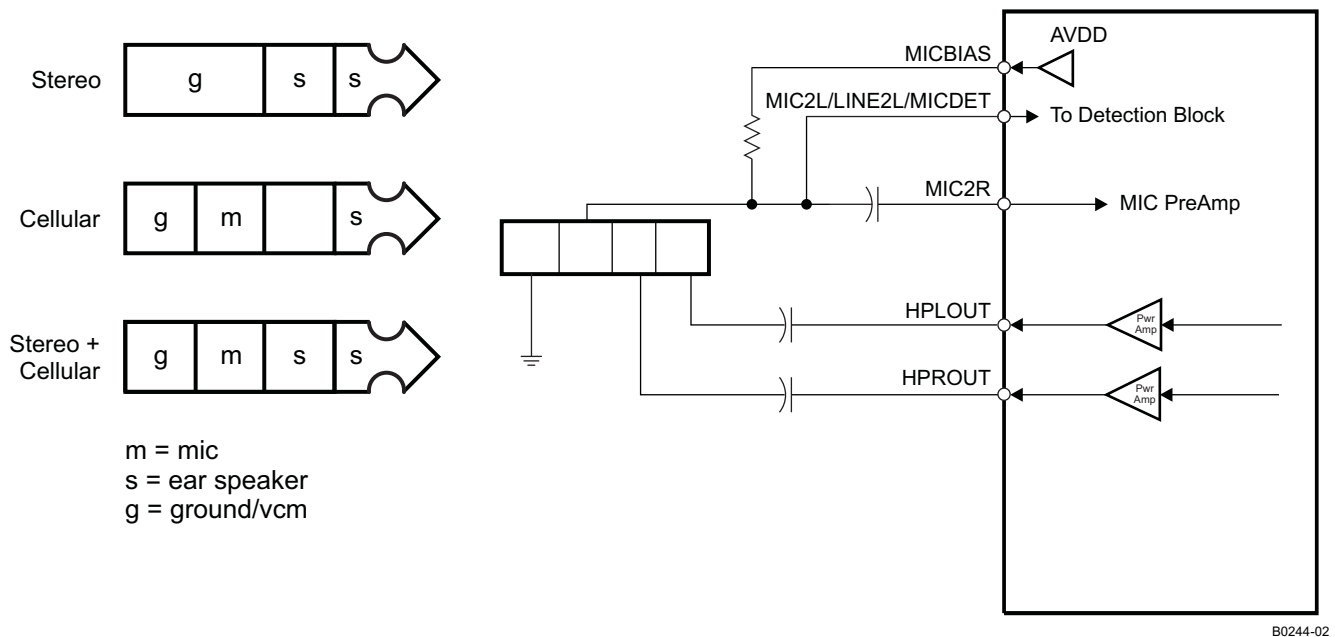 Stereo
g s s
Cellular
g m s
Stereo +
Cellular
g m s s
m = mic
s = ear speaker
g = ground/vcm
AVDD
MICBIAS
MIC2L/LINE2L/MICDET
To Detection Block
MIC2R
MIC PreAmp
HPLOUT
Pwr
Amp
HPROUT
Pwr
Amp
B0244-02